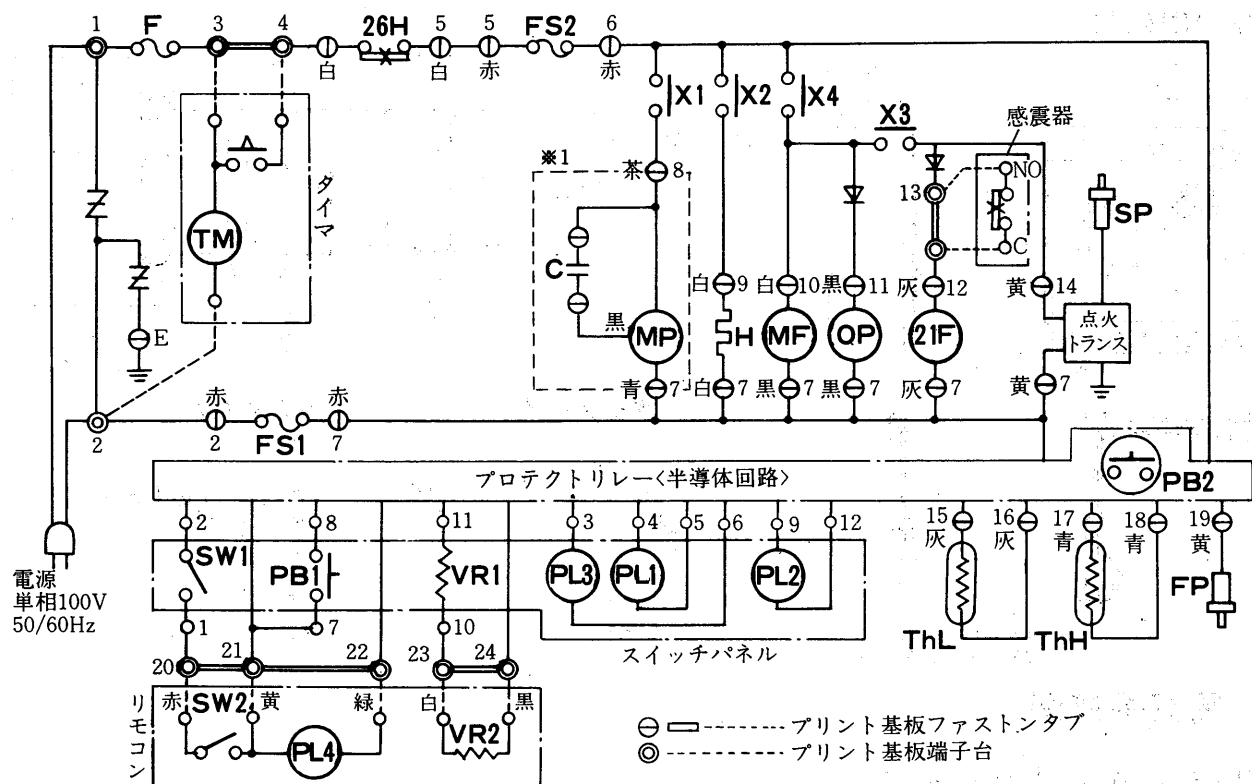 1 F 3 4 26H 5 5 FS2 6
白 白 赤 赤
X1 X2 X4
X3 感震器
※1 茶 8
NO
13
SP
タイマ
TM
C
C
E
白 9 白 10 黒 11 灰 12 黄 14
黒 MP H MF OP 21F 点火
トランス
青 7 白 7 黒 7 黒 7 灰 7 黄 7
赤 赤
2 2 FS1 7
プロテクトリレー<半導体回路>
PB2
2 8 11 3 4 5 6 9 12 15 16 17 18 19
灰 灰 青 青 黄
SW1 PB1 VR1 PL3 PL1 PL2
電源
単相100V
50/60Hz
FP
1 7 10
ThL ThH
スイッチパネル
20 21 22 23 24
赤 SW2 黄 緑 白 黒
リモコン
PL4 VR2
プリント基板ファストンタブ
プリント基板端子台